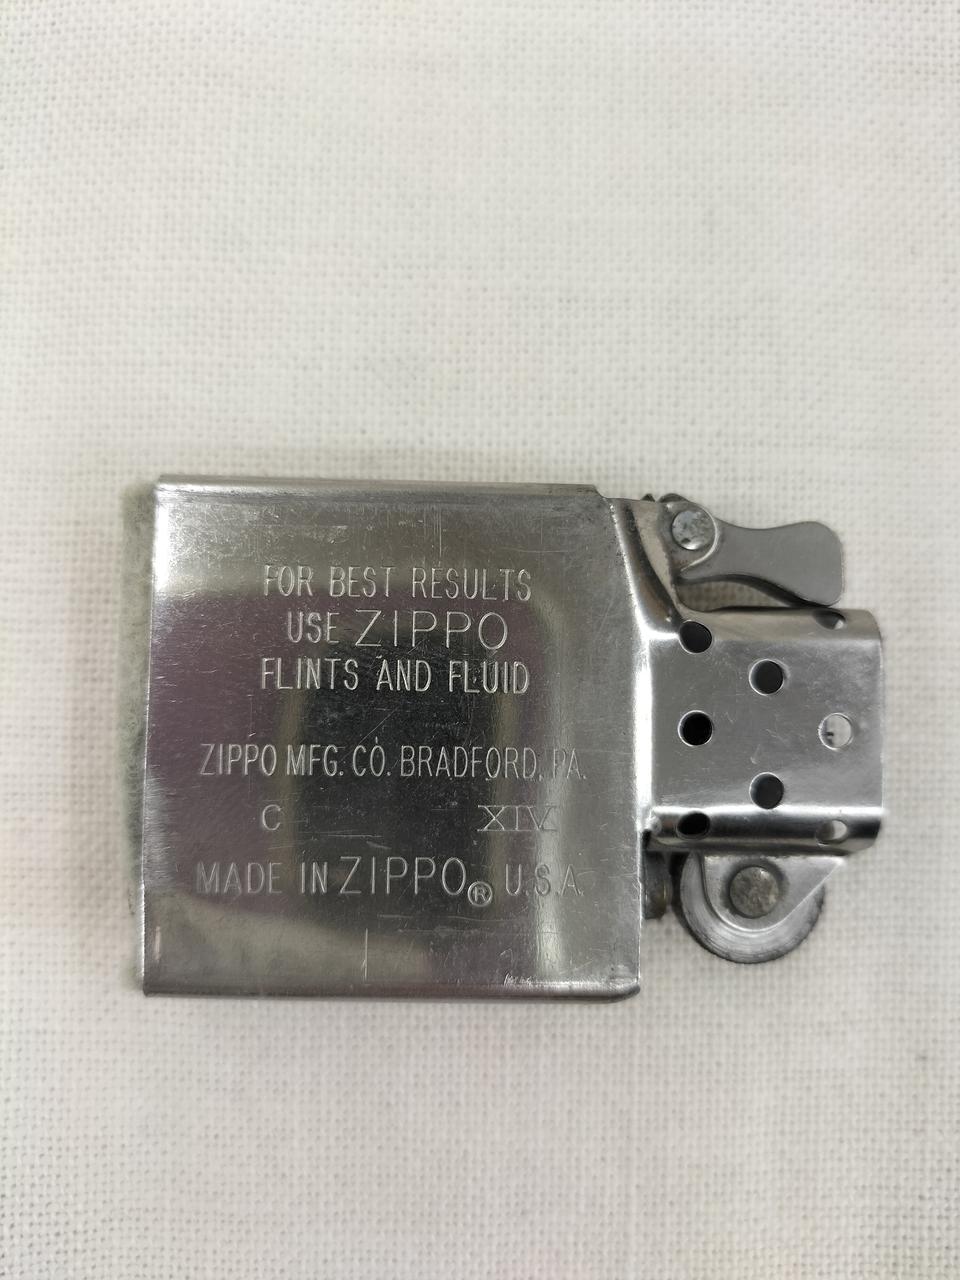 FOR BEST RESULTS
USE ZIPPO
FLINTS AND FLUID
ZIPPO MFG. CO. BRADFORD, PA.
C XIV
MADE IN ZIPPO® U.S.A.